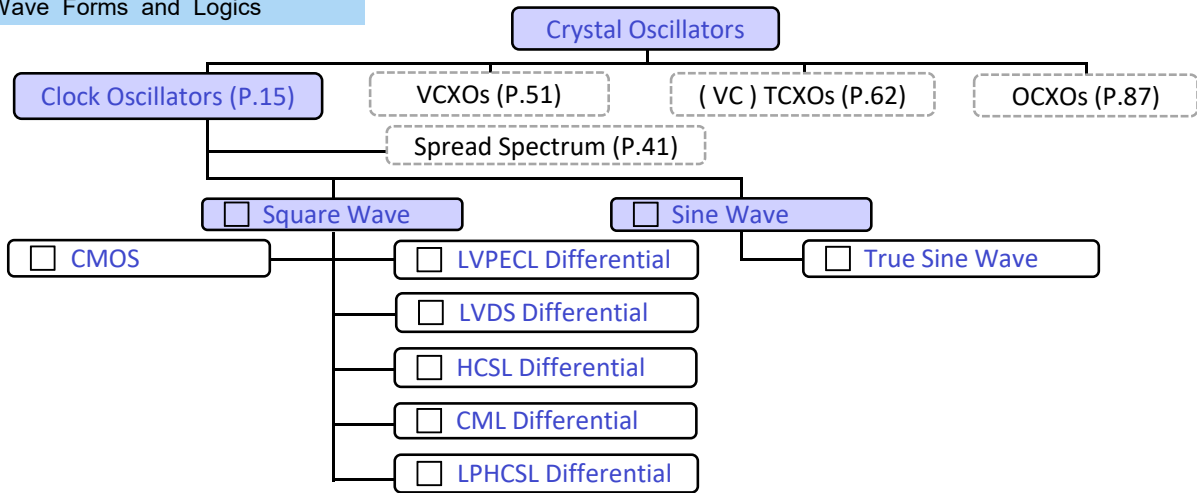 Wave Forms and Logics
Crystal Oscillators
Clock Oscillators (P.15)
VCXOs (P.51)
( VC ) TCXOs (P.62)
OCXOs (P.87)
Spread Spectrum (P.41)
☐ Square Wave
☐ Sine Wave
☐ CMOS
☐ LVPECL Differential
☐ True Sine Wave
☐ LVDS Differential
☐ HCSL Differential
☐ CML Differential
☐ LPHCSL Differential